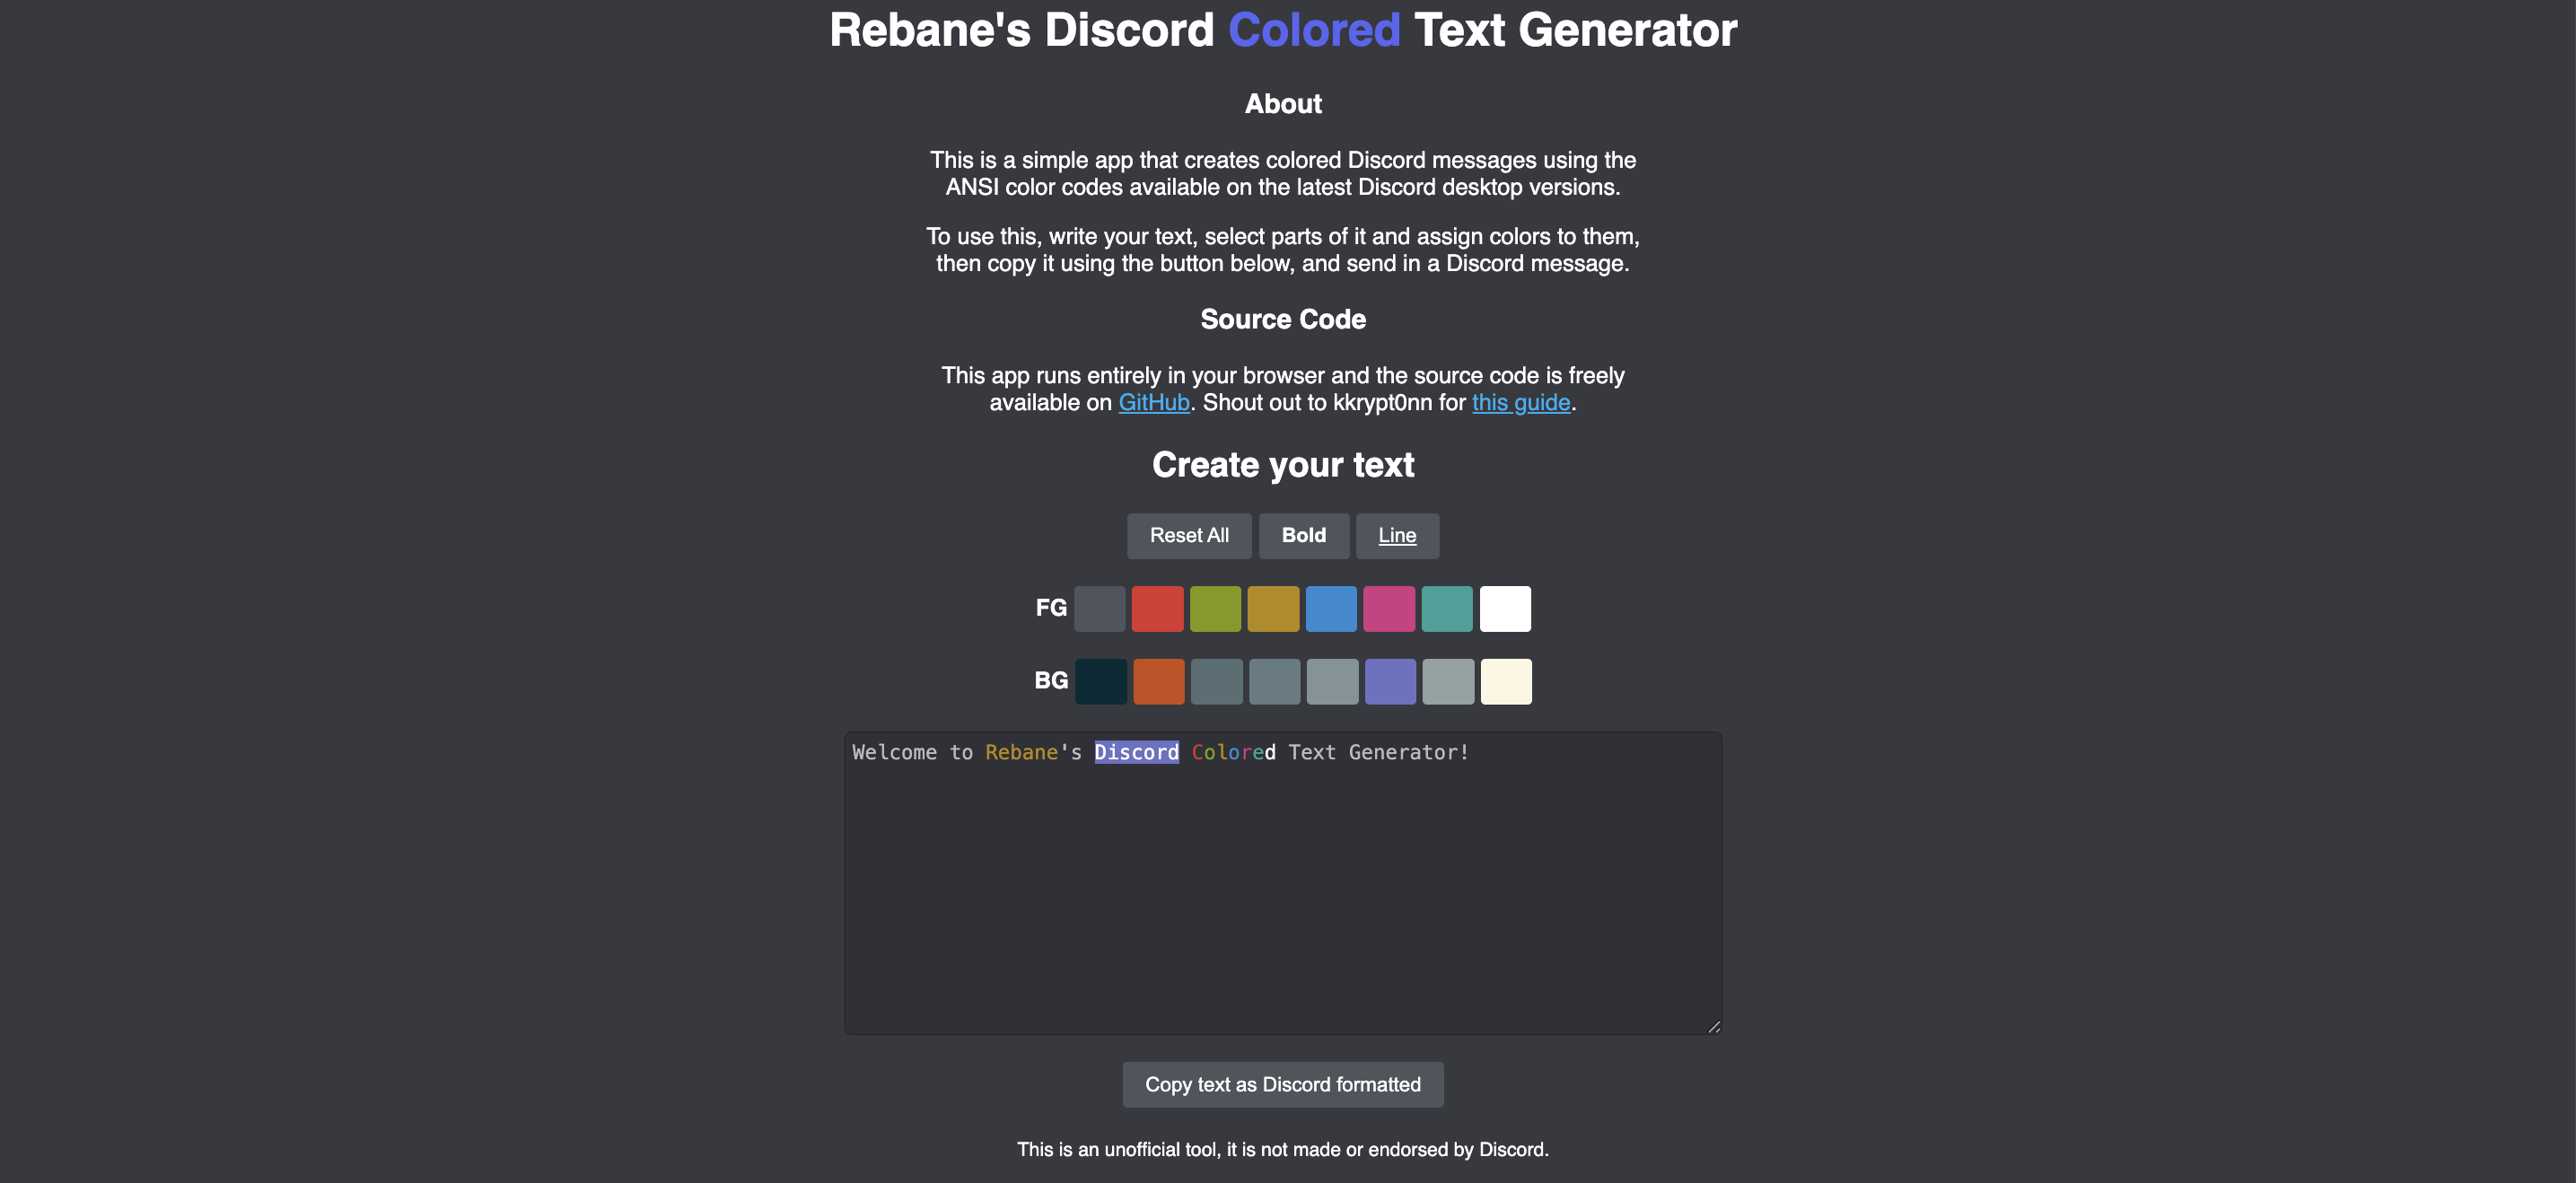 Rebane's Discord Colored Text Generator
About
This is a simple app that creates colored Discord messages using the
ANSI color codes available on the latest Discord desktop versions.
To use this, write your text, select parts of it and assign colors to them,
then copy it using the button below, and send in a Discord message.
Source Code
This app runs entirely in your browser and the source code is freely
available on GitHub. Shout out to kkrypt0nn for this guide.
Create your text
Reset All Bold Line
FG
BG
Welcome to Rebane's Discord Colored Text Generator!
Copy text as Discord formatted
This is an unofficial tool, it is not made or endorsed by Discord.